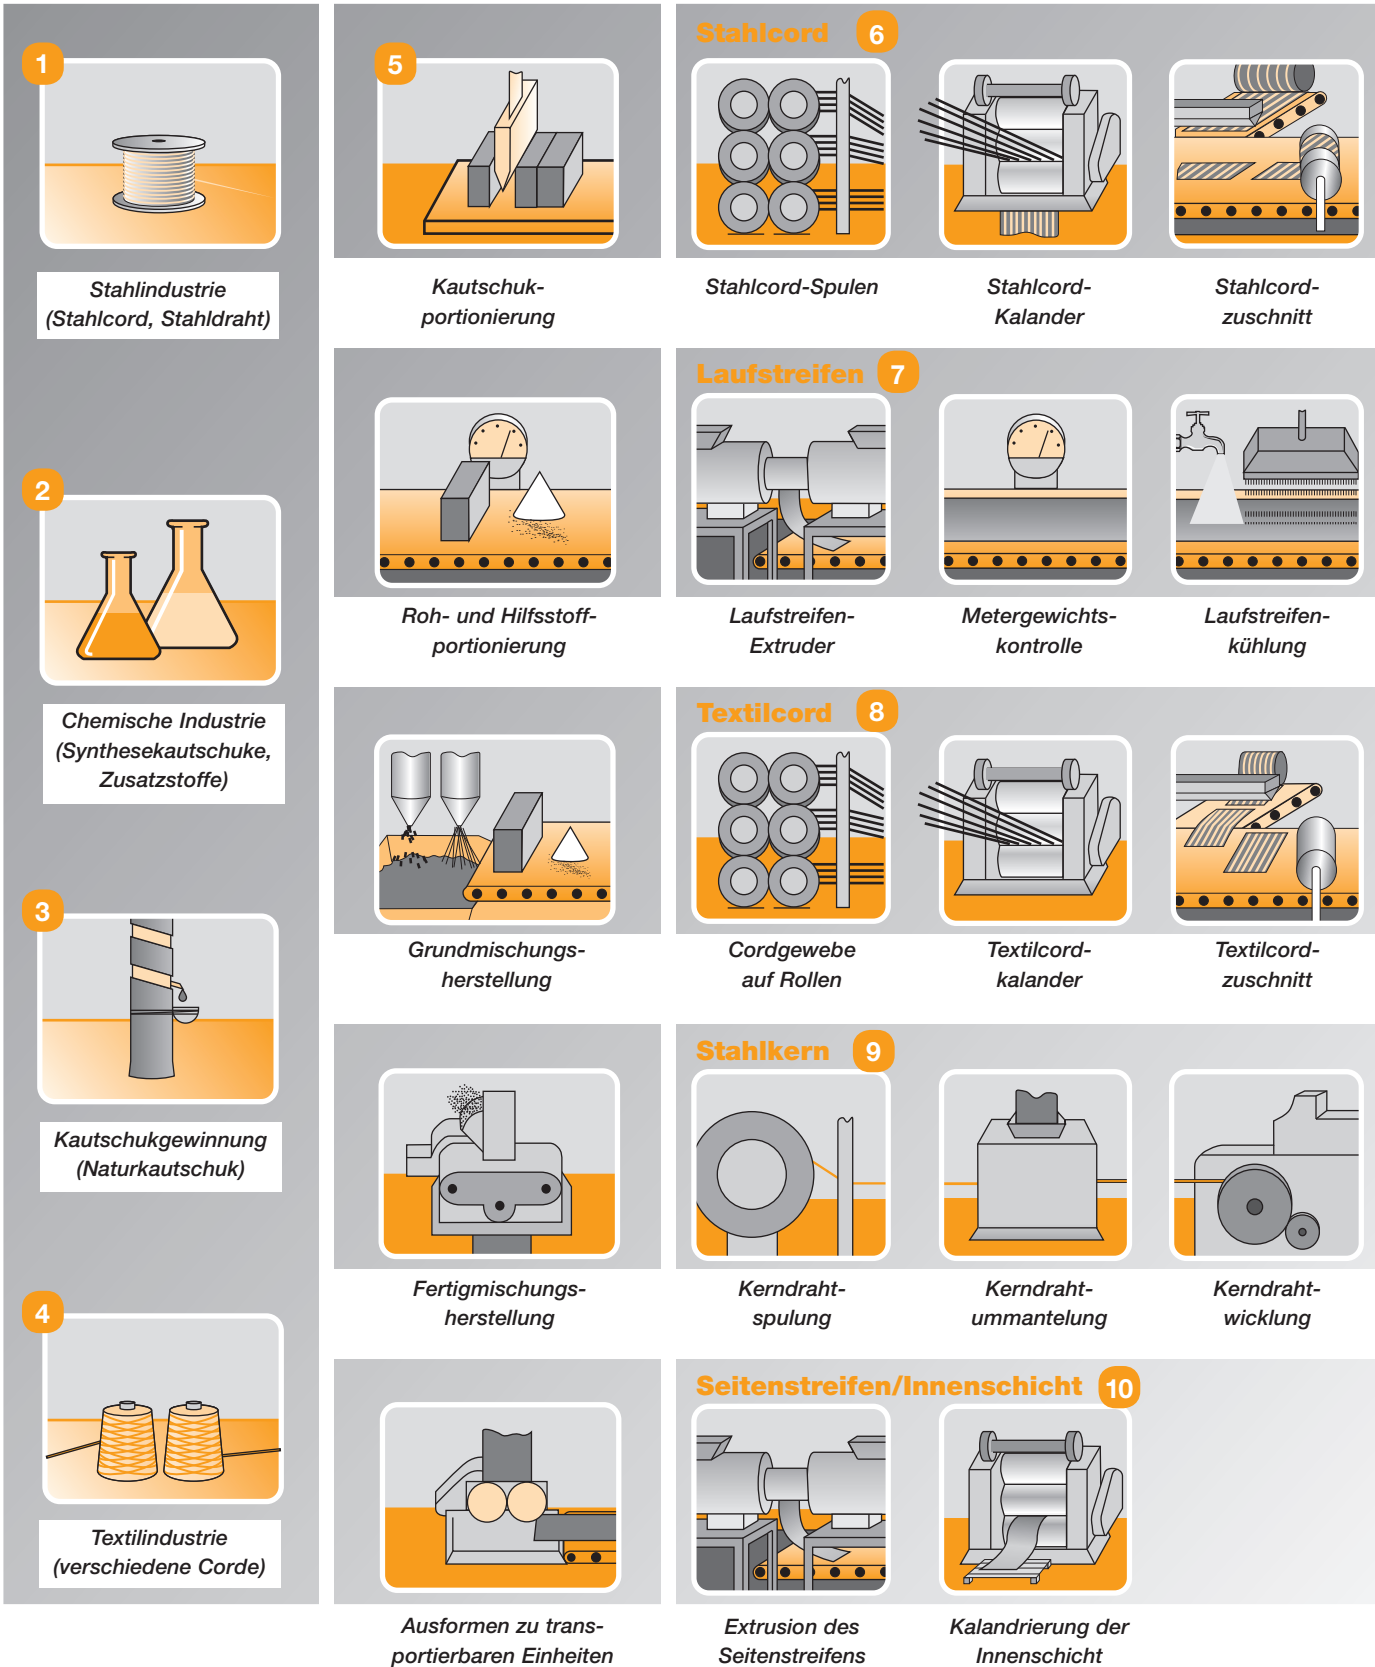 1
Stahlindustrie
(Stahlcord, Stahldraht)
2
Chemische Industrie
(Synthesekautschuke,
Zusatzstoffe)
3
Kautschukgewinnung
(Naturkautschuk)
4
Textilindustrie
(verschiedene Corde)
5
Kautschuk-
portionierung
Roh- und Hilfsstoff-
portionierung
Grundmischungs-
herstellung
Fertigmischungs-
herstellung
Ausformen zu trans-
portierbaren Einheiten
Stahlcord 6
Stahlcord-Spulen
Stahlcord-
Kalander
Stahlcord-
zuschnitt
Laufstreifen 7
Laufstreifen-
Extruder
Metergewichts-
kontrolle
Laufstreifen-
kühlung
Textilcord 8
Cordgewebe
auf Rollen
Textilcord-
kalander
Textilcord-
zuschnitt
Stahlkern 9
Kerndraht-
spulung
Kerndraht-
ummantelung
Kerndraht-
wicklung
Seitenstreifen/Innenschicht 10
Extrusion des
Seitenstreifens
Kalandrierung der
Innenschicht